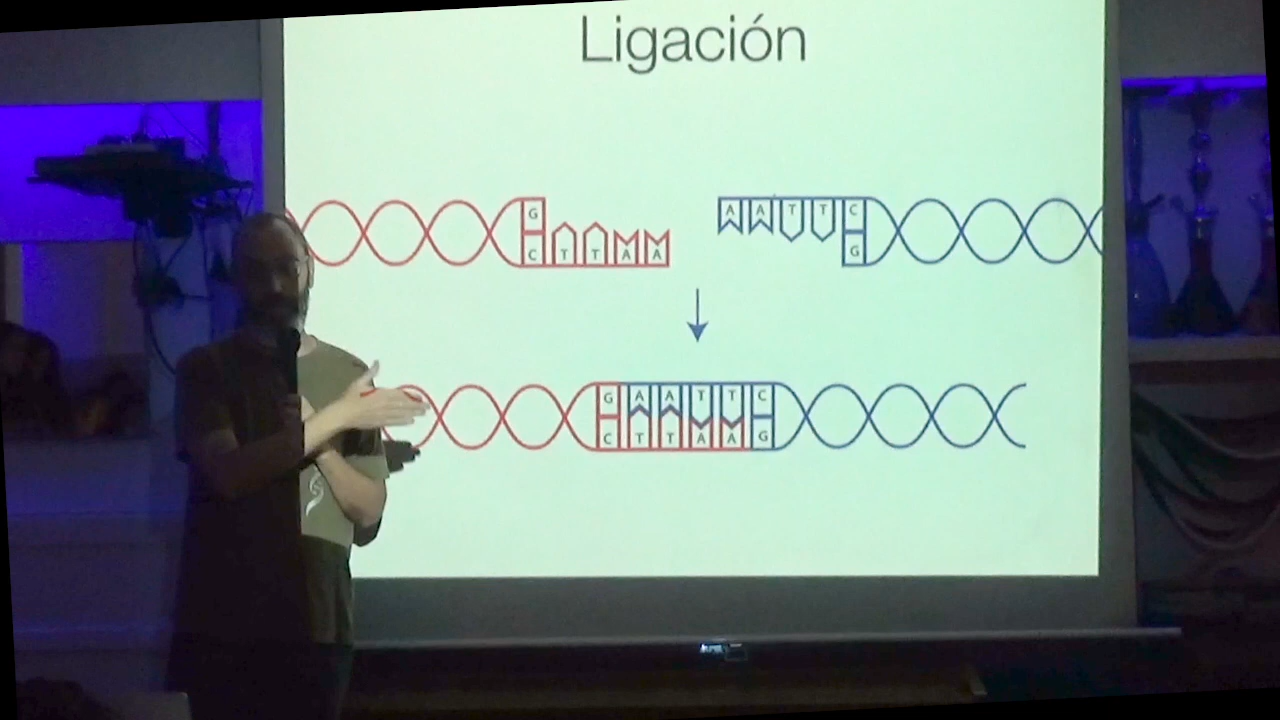 Ligación
G
C T T A A
A A T T C
G
G A A T T C
C T T A A G